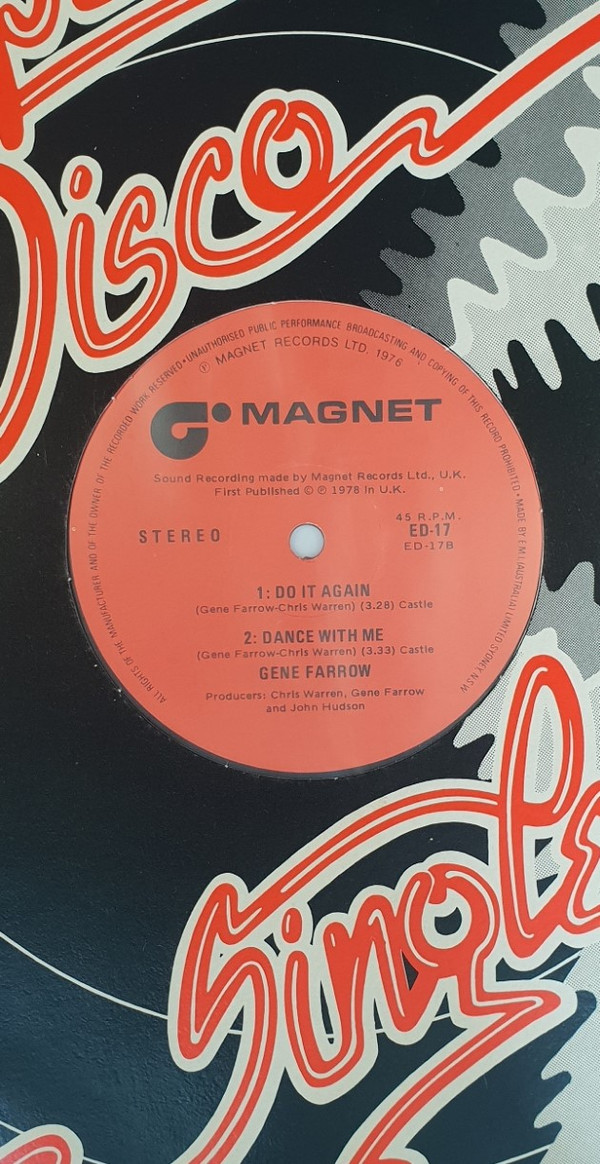 Disco
ALL RIGHTS OF THE MANUFACTURER AND OF THE OWNER OF THE RECORDED WORK RESERVED • UNAUTHORISED PUBLIC PERFORMANCE BROADCASTING AND COPYING OF THIS RECORD PROHIBITED • MADE BY E.M.I. (AUSTRALIA) LIMITED SYDNEY N.S.W.
℗ MAGNET RECORDS LTD, 1976
MAGNET
Sound Recording made by Magnet Records Ltd., U.K.
First Published © ℗ 1978 in U.K.
STEREO
45 R.P.M.
ED-17
ED-17B
1: DO IT AGAIN
(Gene Farrow-Chris Warren) (3.28) Castle
2: DANCE WITH ME
(Gene Farrow-Chris Warren) (3.33) Castle
GENE FARROW
Producers: Chris Warren, Gene Farrow
and John Hudson
Single